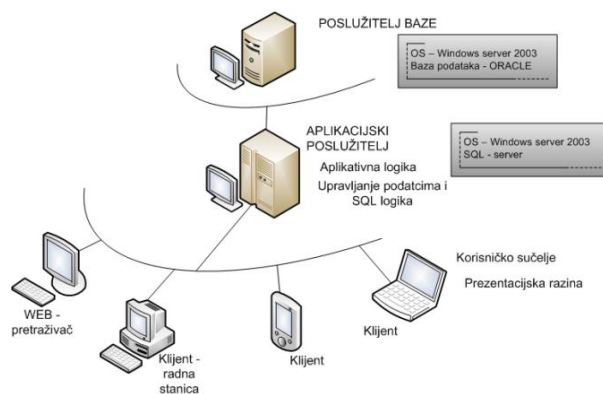 POSLUŽITELJ BAZE
OS – Windows server 2003
Baza podataka - ORACLE
APLIKACIJSKI
POSLUŽITELJ
Aplikativna logika
Upravljanje podatcima i
SQL logika
OS – Windows server 2003
SQL - server
Korisničko sučelje
Prezentacijska razina
WEB -
pretraživač
Klijent -
radna
stanica
Klijent
Klijent